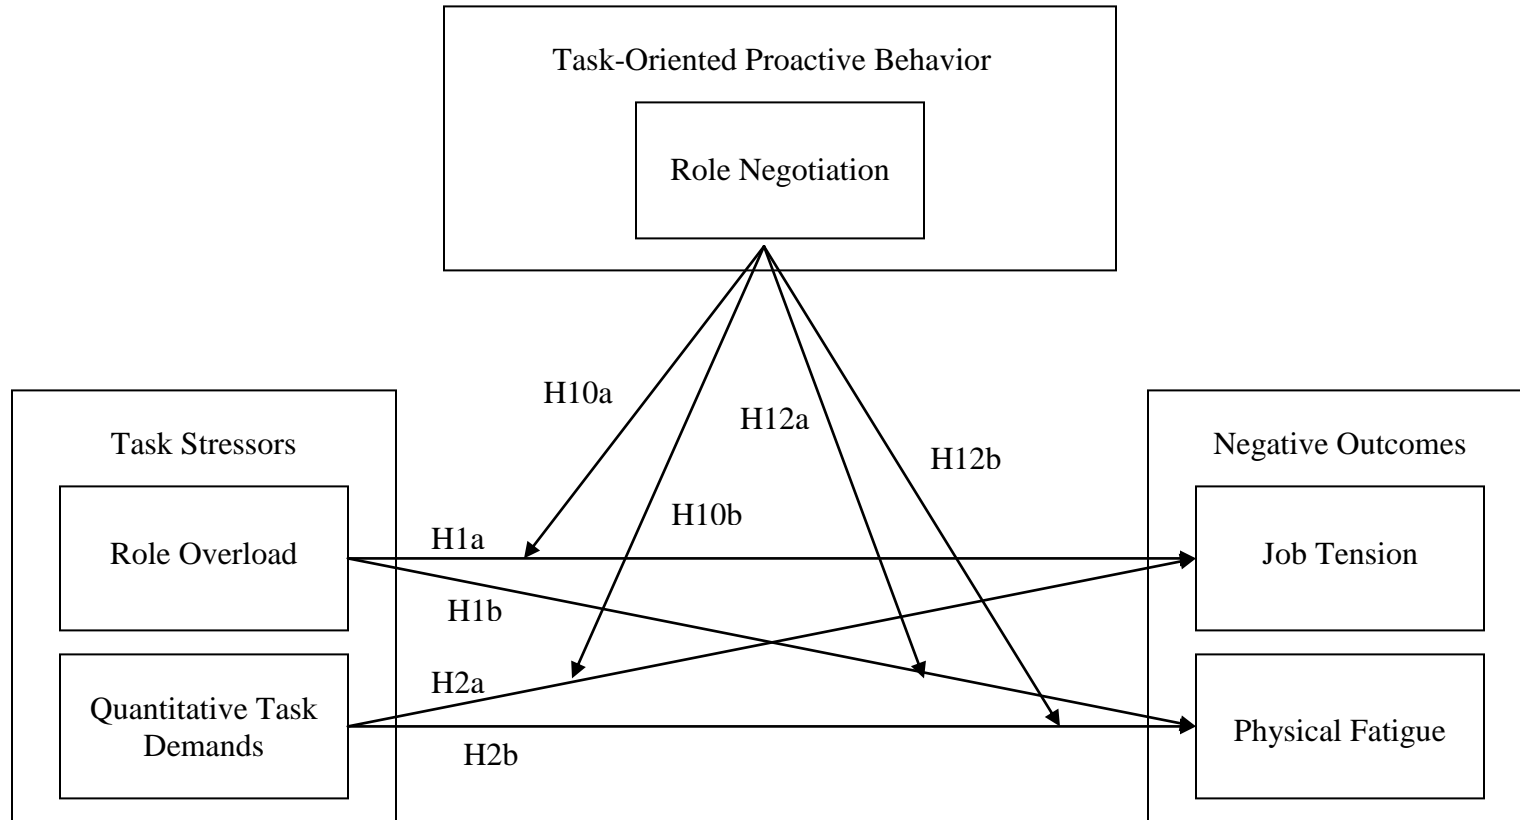 Task-Oriented Proactive Behavior
Role Negotiation
H10a
H12a
H12b
H10b
Task Stressors
Role Overload
Quantitative Task
Demands
H1a
H1b
H2a
H2b
Negative Outcomes
Job Tension
Physical Fatigue